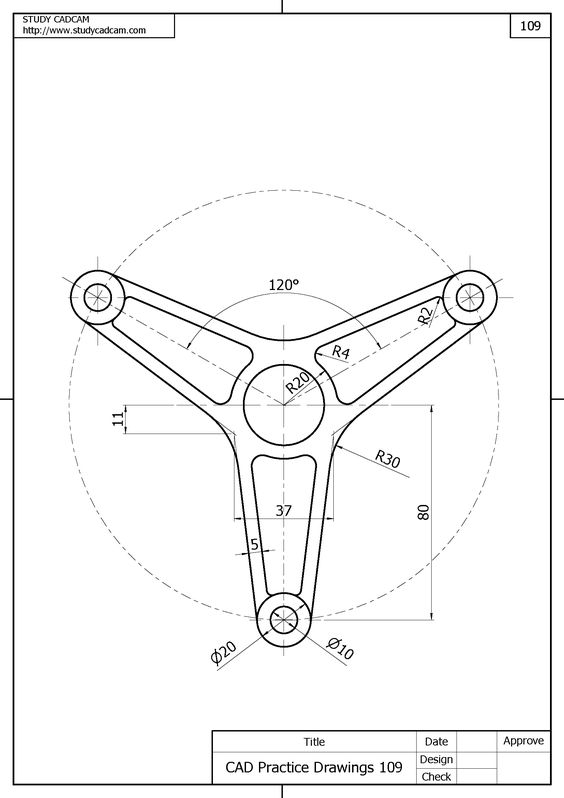 STUDY CADCAM
http://www.studycadcam.com
109
120°
R2
R4
R20
11
R30
37
80
5
Ø20
Ø10
Title
Date
Approve
CAD Practice Drawings 109
Design
Check